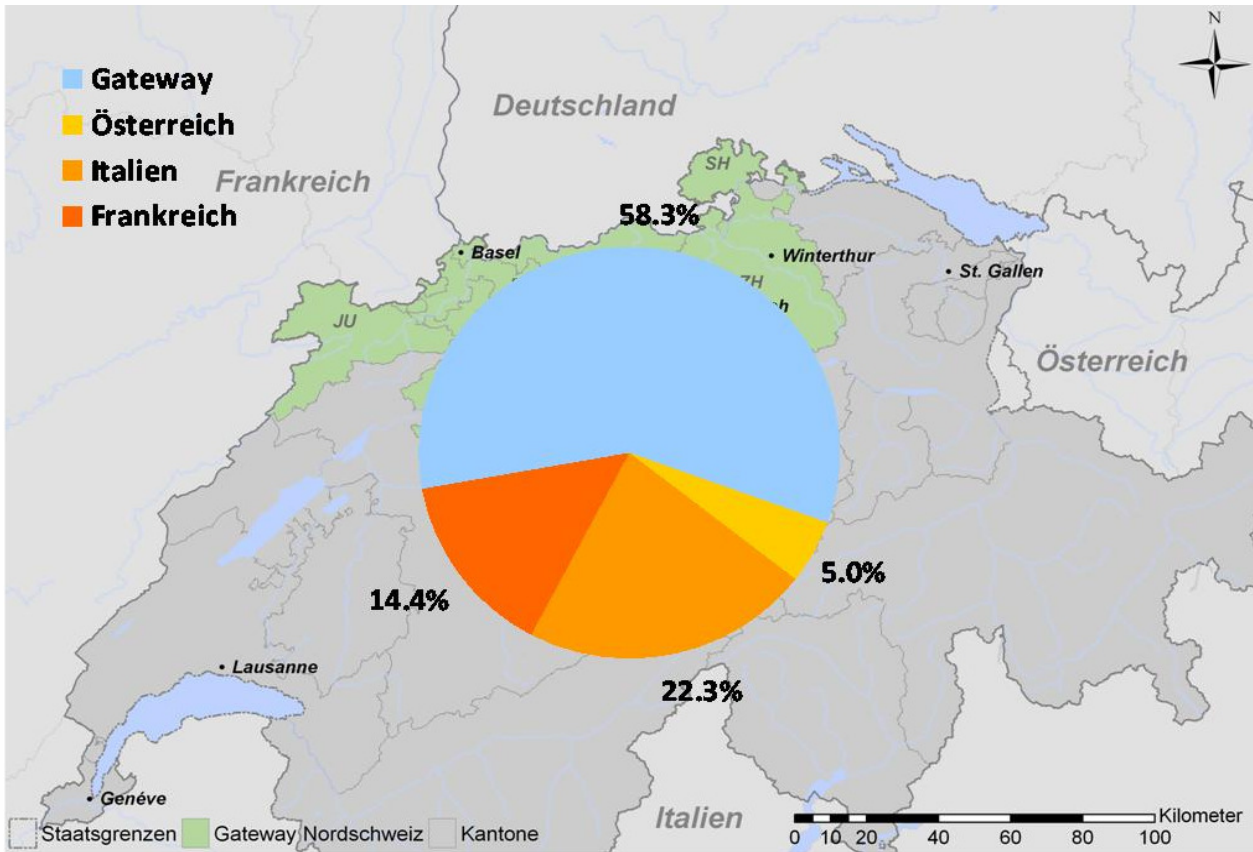 N
Gateway
Österreich
Italien
Frankreich
Deutschland
Frankreich
SH
58.3%
Basel
Winterthur
St. Gallen
ZH
JU
Österreich
5.0%
14.4%
Lausanne
22.3%
Genéve
Italien
Staatsgrenzen Gateway Nordschweiz Kantone
Kilometer
0 10 20 40 60 80 100